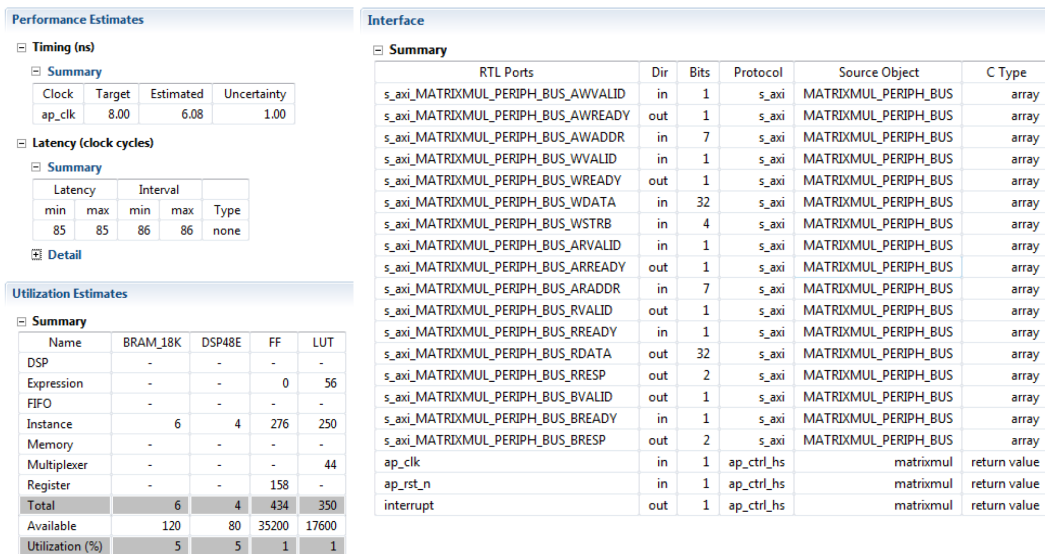 Performance Estimates
Timing (ns)
Summary
Clock Target Estimated Uncertainty
ap_clk 8.00 6.08 1.00
Latency (clock cycles)
Summary
Latency Interval
min max min max Type
85 85 86 86 none
Detail
Utilization Estimates
Summary
Name BRAM_18K DSP48E FF LUT
DSP - - - -
Expression - - 0 56
FIFO - - - -
Instance 6 4 276 250
Memory - - - -
Multiplexer - - - 44
Register - - 158 -
Total 6 4 434 350
Available 120 80 35200 17600
Utilization (%) 5 5 1 1
Interface
Summary
RTL Ports Dir Bits Protocol Source Object C Type
s_axi_MATRIXMUL_PERIPH_BUS_AWVALID in 1 s_axi MATRIXMUL_PERIPH_BUS array
s_axi_MATRIXMUL_PERIPH_BUS_AWREADY out 1 s_axi MATRIXMUL_PERIPH_BUS array
s_axi_MATRIXMUL_PERIPH_BUS_AWADDR in 7 s_axi MATRIXMUL_PERIPH_BUS array
s_axi_MATRIXMUL_PERIPH_BUS_WVALID in 1 s_axi MATRIXMUL_PERIPH_BUS array
s_axi_MATRIXMUL_PERIPH_BUS_WREADY out 1 s_axi MATRIXMUL_PERIPH_BUS array
s_axi_MATRIXMUL_PERIPH_BUS_WDATA in 32 s_axi MATRIXMUL_PERIPH_BUS array
s_axi_MATRIXMUL_PERIPH_BUS_WSTRB in 4 s_axi MATRIXMUL_PERIPH_BUS array
s_axi_MATRIXMUL_PERIPH_BUS_ARVALID in 1 s_axi MATRIXMUL_PERIPH_BUS array
s_axi_MATRIXMUL_PERIPH_BUS_ARREADY out 1 s_axi MATRIXMUL_PERIPH_BUS array
s_axi_MATRIXMUL_PERIPH_BUS_ARADDR in 7 s_axi MATRIXMUL_PERIPH_BUS array
s_axi_MATRIXMUL_PERIPH_BUS_RVALID out 1 s_axi MATRIXMUL_PERIPH_BUS array
s_axi_MATRIXMUL_PERIPH_BUS_RREADY in 1 s_axi MATRIXMUL_PERIPH_BUS array
s_axi_MATRIXMUL_PERIPH_BUS_RDATA out 32 s_axi MATRIXMUL_PERIPH_BUS array
s_axi_MATRIXMUL_PERIPH_BUS_RRESP out 2 s_axi MATRIXMUL_PERIPH_BUS array
s_axi_MATRIXMUL_PERIPH_BUS_BVALID out 1 s_axi MATRIXMUL_PERIPH_BUS array
s_axi_MATRIXMUL_PERIPH_BUS_BREADY in 1 s_axi MATRIXMUL_PERIPH_BUS array
s_axi_MATRIXMUL_PERIPH_BUS_BRESP out 2 s_axi MATRIXMUL_PERIPH_BUS array
ap_clk in 1 ap_ctrl_hs matrixmul return value
ap_rst_n in 1 ap_ctrl_hs matrixmul return value
interrupt out 1 ap_ctrl_hs matrixmul return value